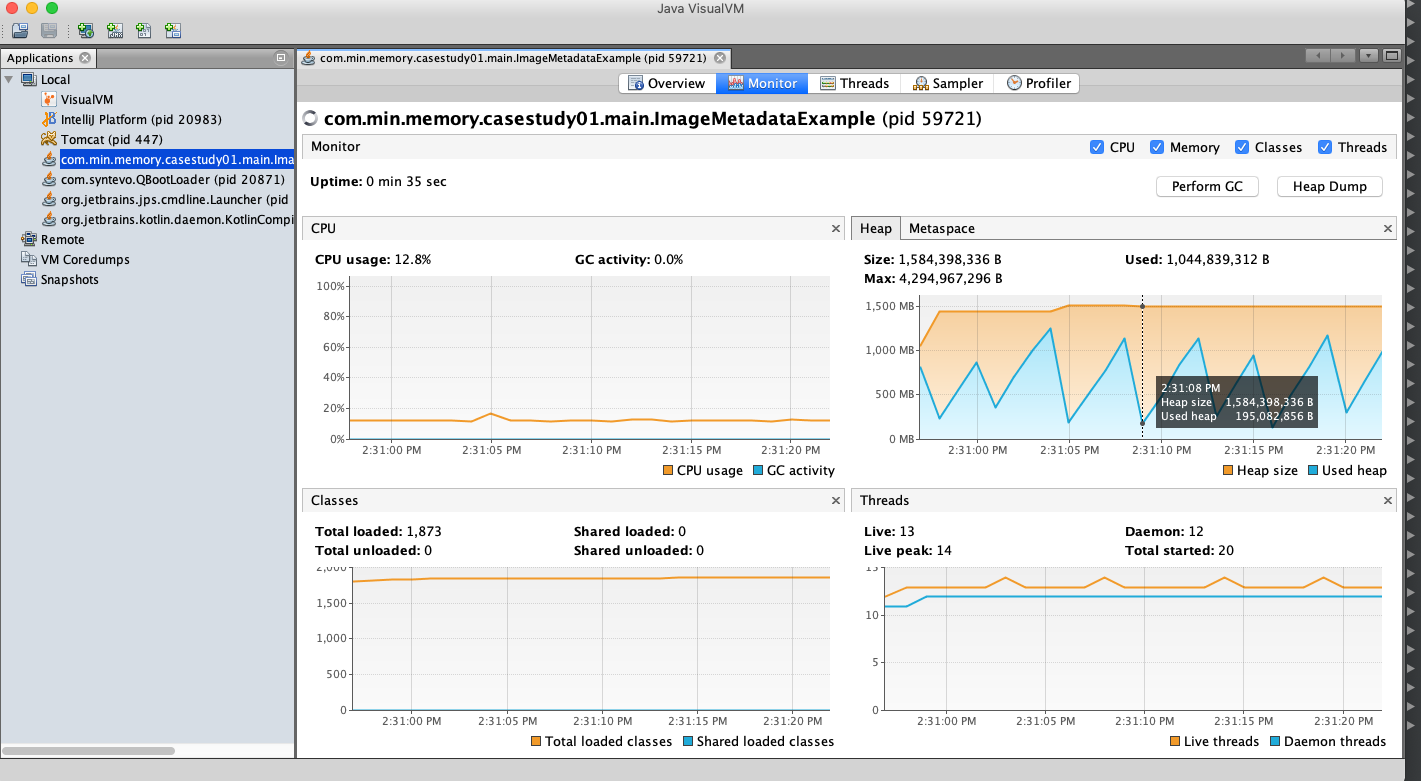 Java VisualVM
Applications
com.min.memory.casestudy01.main.ImageMetadataExample (pid 59721)
Local
VisualVM
IntelliJ Platform (pid 20983)
Tomcat (pid 447)
com.min.memory.casestudy01.main.Ima
com.syntevo.QBootLoader (pid 20871)
org.jetbrains.jps.cmdline.Launcher (pid
org.jetbrains.kotlin.daemon.KotlinCompi
Remote
VM Coredumps
Snapshots
Overview Monitor Threads Sampler Profiler
com.min.memory.casestudy01.main.ImageMetadataExample (pid 59721)
Monitor CPU Memory Classes Threads
Uptime: 0 min 35 sec
Perform GC Heap Dump
CPU
CPU usage: 12.8% GC activity: 0.0%
100%
80%
60%
40%
20%
0%
2:31:00 PM 2:31:05 PM 2:31:10 PM 2:31:15 PM 2:31:20 PM
CPU usage GC activity
Heap Metaspace
Size: 1,584,398,336 B Used: 1,044,839,312 B
Max: 4,294,967,296 B
1,500 MB
1,000 MB
500 MB
0 MB
2:31:08 PM
Heap size 1,584,398,336 B
Used heap 195,082,856 B
2:31:00 PM 2:31:05 PM 2:31:10 PM 2:31:15 PM 2:31:20 PM
Heap size Used heap
Classes
Total loaded: 1,873 Shared loaded: 0
Total unloaded: 0 Shared unloaded: 0
2,000
1,500
1,000
500
0
2:31:00 PM 2:31:05 PM 2:31:10 PM 2:31:15 PM 2:31:20 PM
Total loaded classes Shared loaded classes
Threads
Live: 13 Daemon: 12
Live peak: 14 Total started: 20
15
10
5
0
2:31:00 PM 2:31:05 PM 2:31:10 PM 2:31:15 PM 2:31:20 PM
Live threads Daemon threads